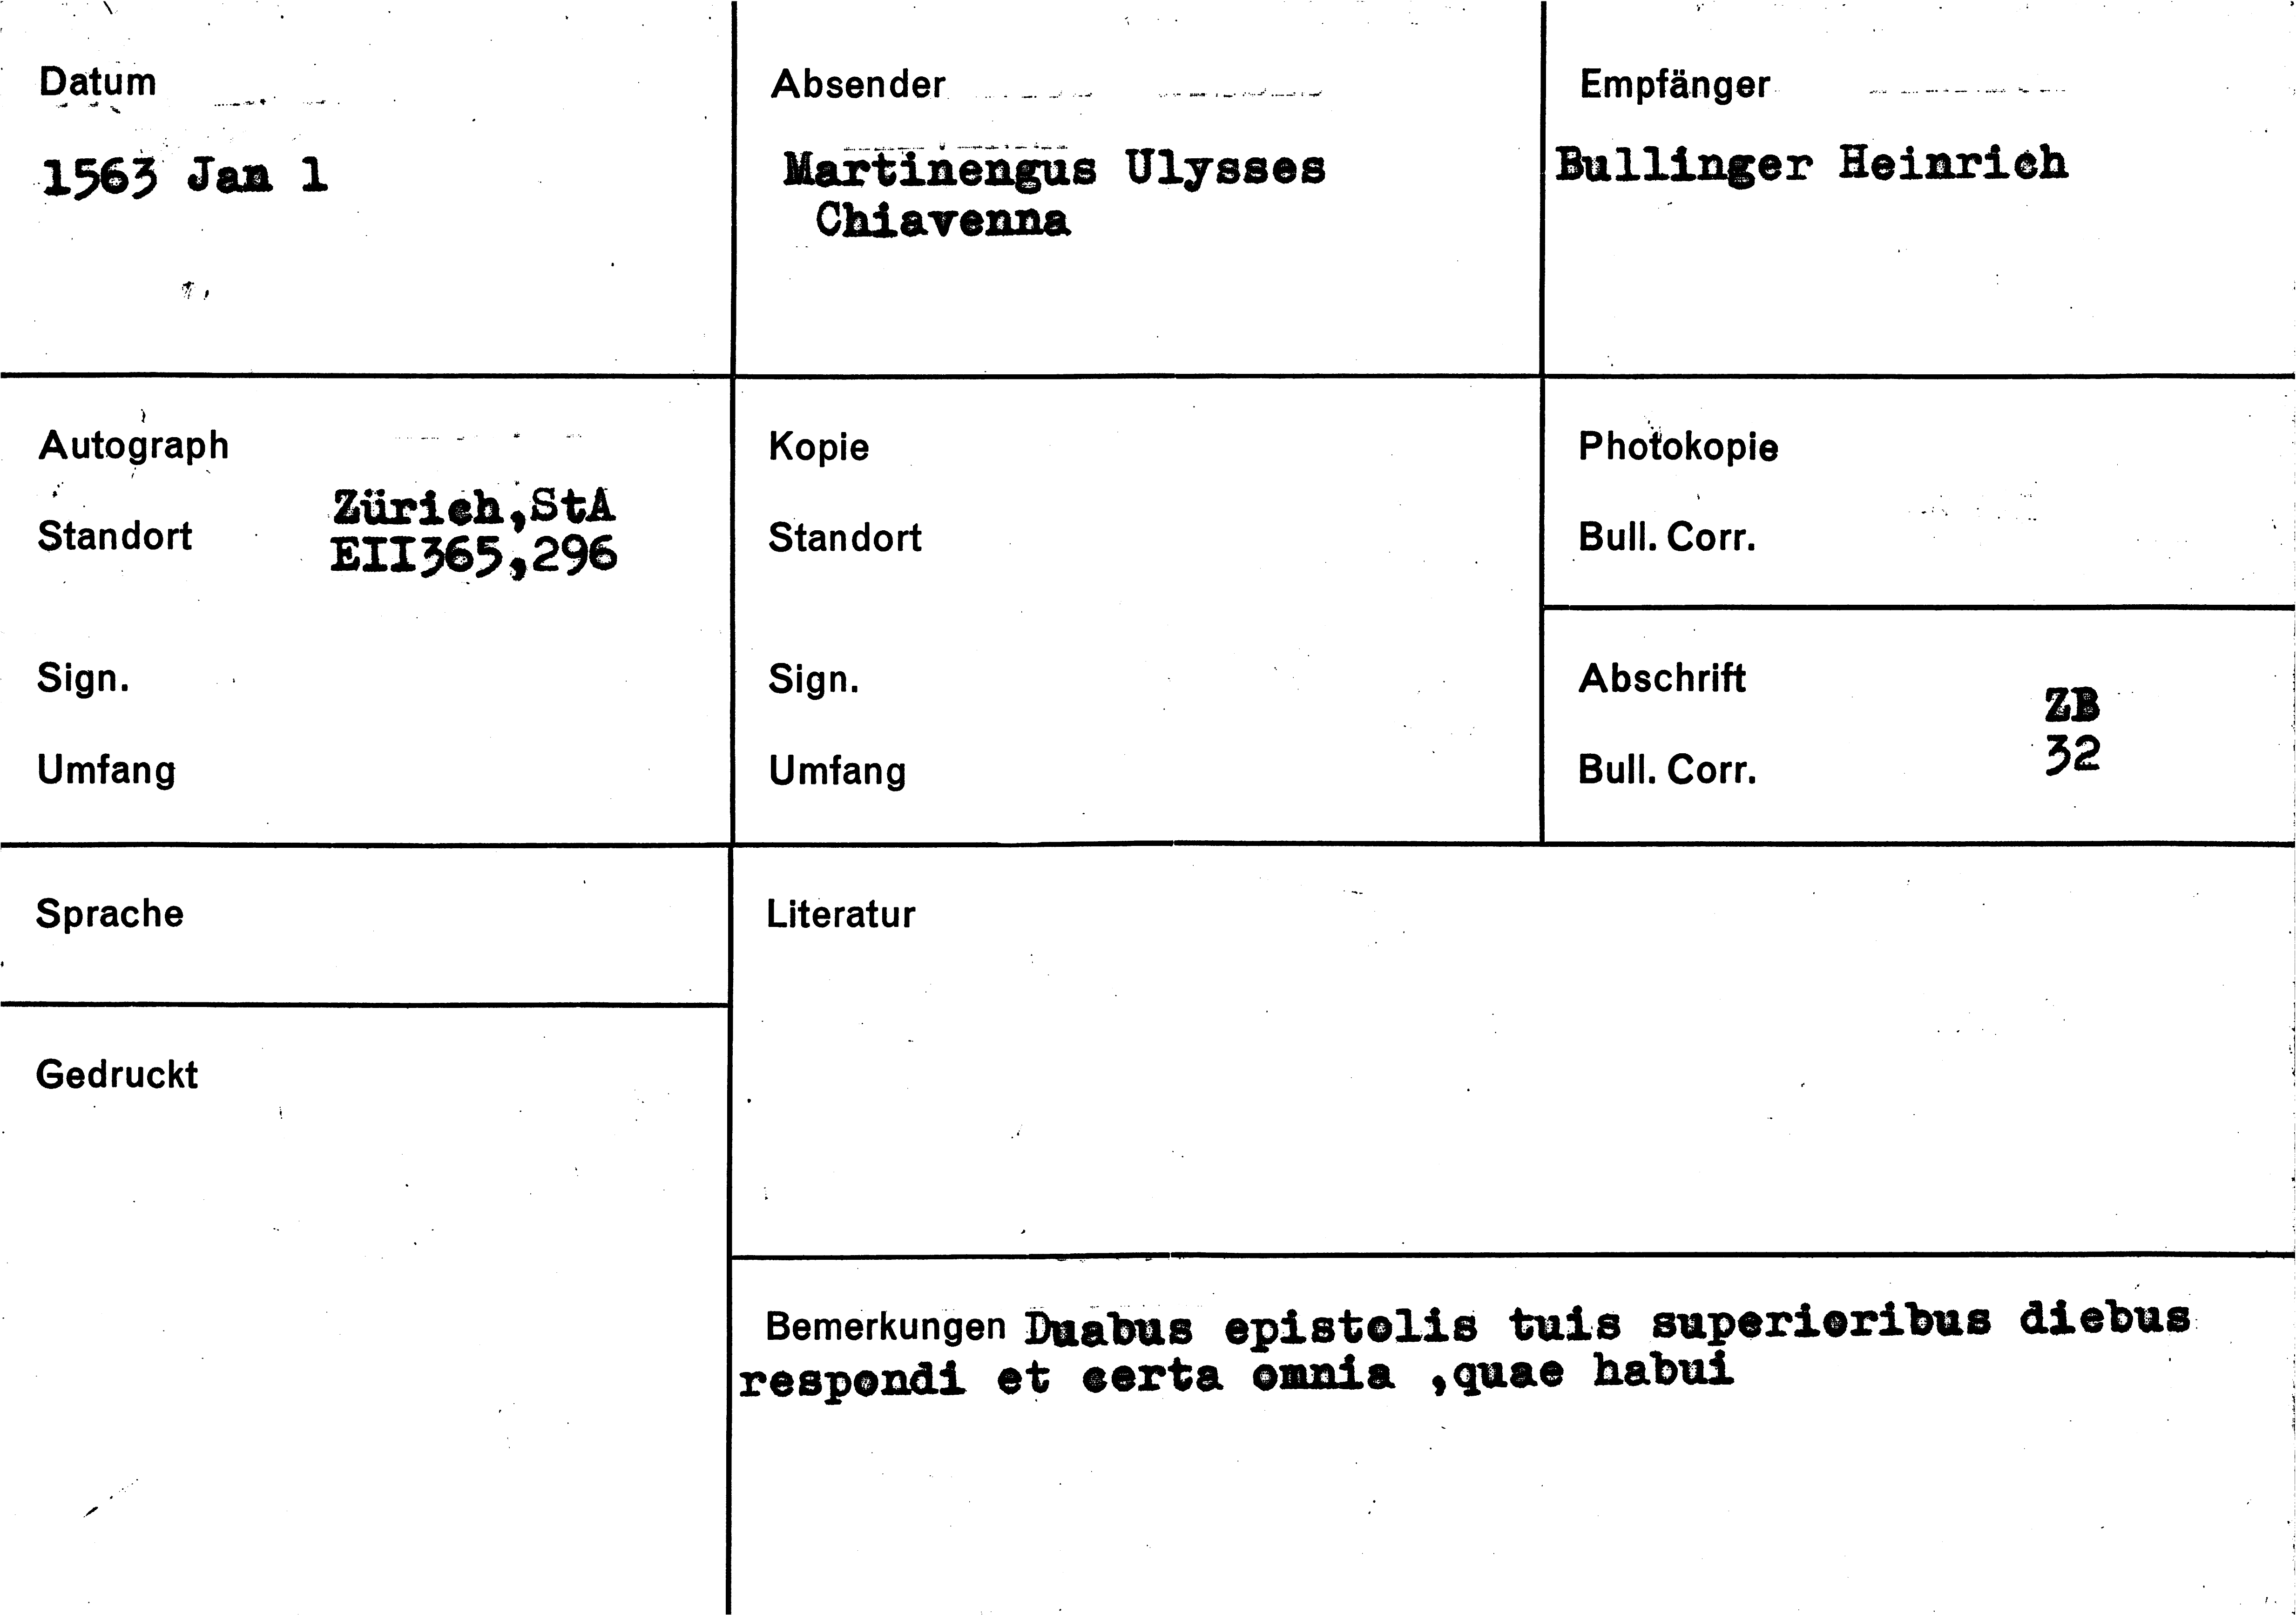 Datum
1563 Jan 1
Absender
Martinengus Ulysses
Chiavenna
Empfänger
Bullinger Heinrich
Autograph
Standort
Zürich,StA
EII365,296
Sign.
Umfang
Kopie
Standort
Sign.
Umfang
Photokopie
Bull. Corr.
Abschrift
ZB
Bull. Corr.
32
Sprache
Gedruckt
Literatur
Bemerkungen Duabus epistolis tuis superioribus diebus
respondi et certa omnia ,quae habui